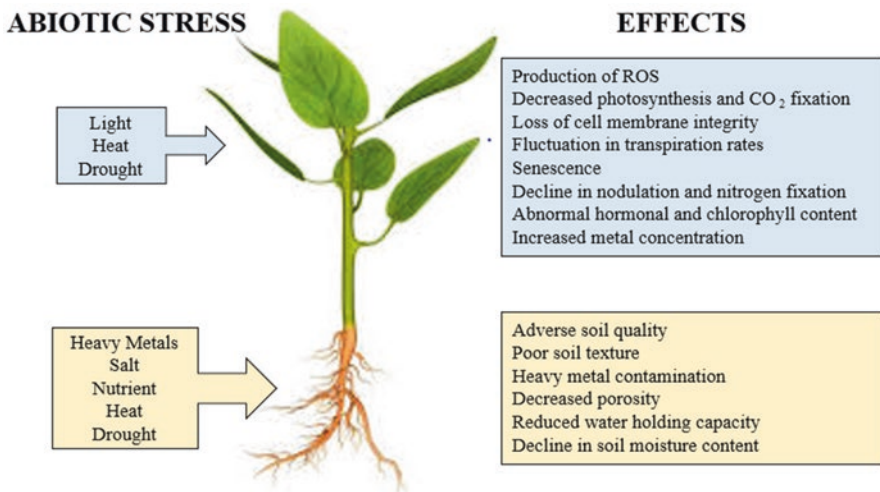 ABIOTIC STRESS
EFFECTS
Light
Heat
Drought
Production of ROS
Decreased photosynthesis and CO₂ fixation
Loss of cell membrane integrity
Fluctuation in transpiration rates
Senescence
Decline in nodulation and nitrogen fixation
Abnormal hormonal and chlorophyll content
Increased metal concentration
Heavy Metals
Salt
Nutrient
Heat
Drought
Adverse soil quality
Poor soil texture
Heavy metal contamination
Decreased porosity
Reduced water holding capacity
Decline in soil moisture content